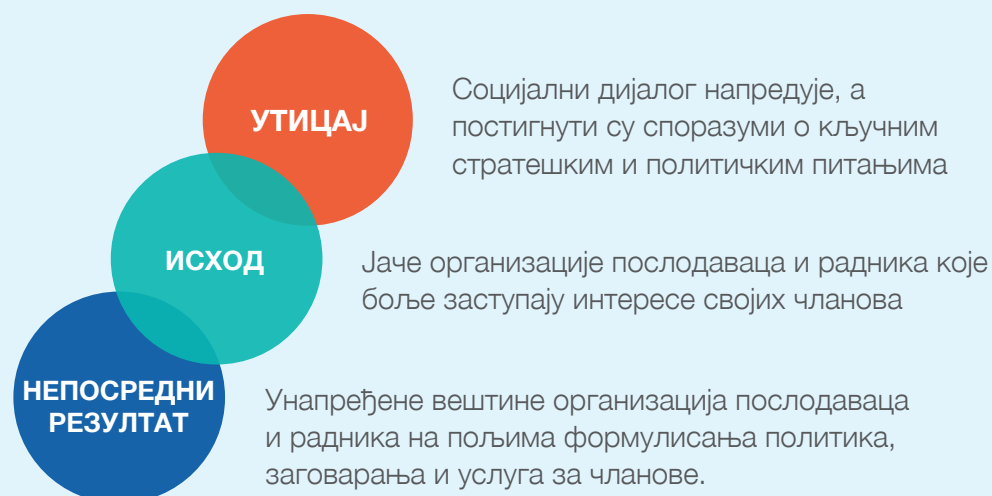 УТИЦАЈ
Социјални дијалог напредује, а
постигнути су споразуми о кључним
стратешким и политичким питањима
ИСХОД
Јаче организације послодаваца и радника које
боље заступају интересе својих чланова
НЕПОСРЕДНИ
РЕЗУЛТАТ
Унапређене вештине организација послодаваца
и радника на пољима формулисања политика,
заговарања и услуга за чланове.